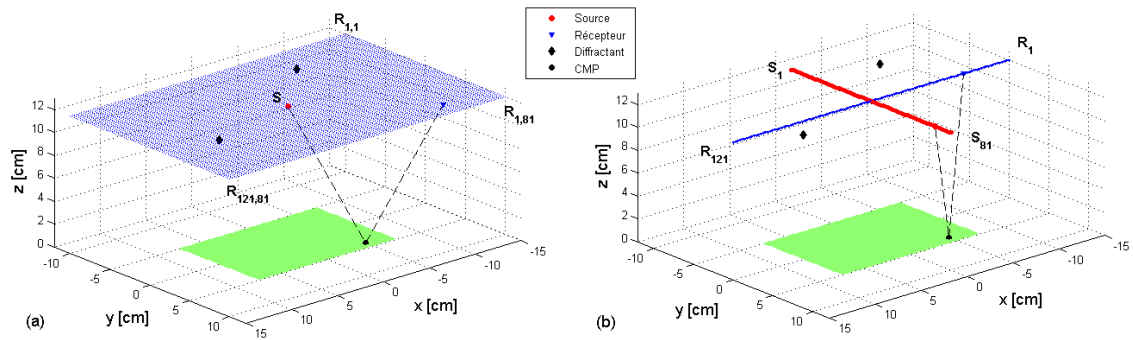 Source
Récepteur
Diffractant
CMP
R1,1
S
R1,81
R121,81
z [cm]
12
10
8
6
4
2
0
-10
-5
0
5
10
y [cm]
15
10
5
0
-5
-10
-15
x [cm]
(a)
R1
S1
S81
R121
z [cm]
12
10
8
6
4
2
0
-10
-5
0
5
10
y [cm]
15
10
5
0
-5
-10
-15
x [cm]
(b)